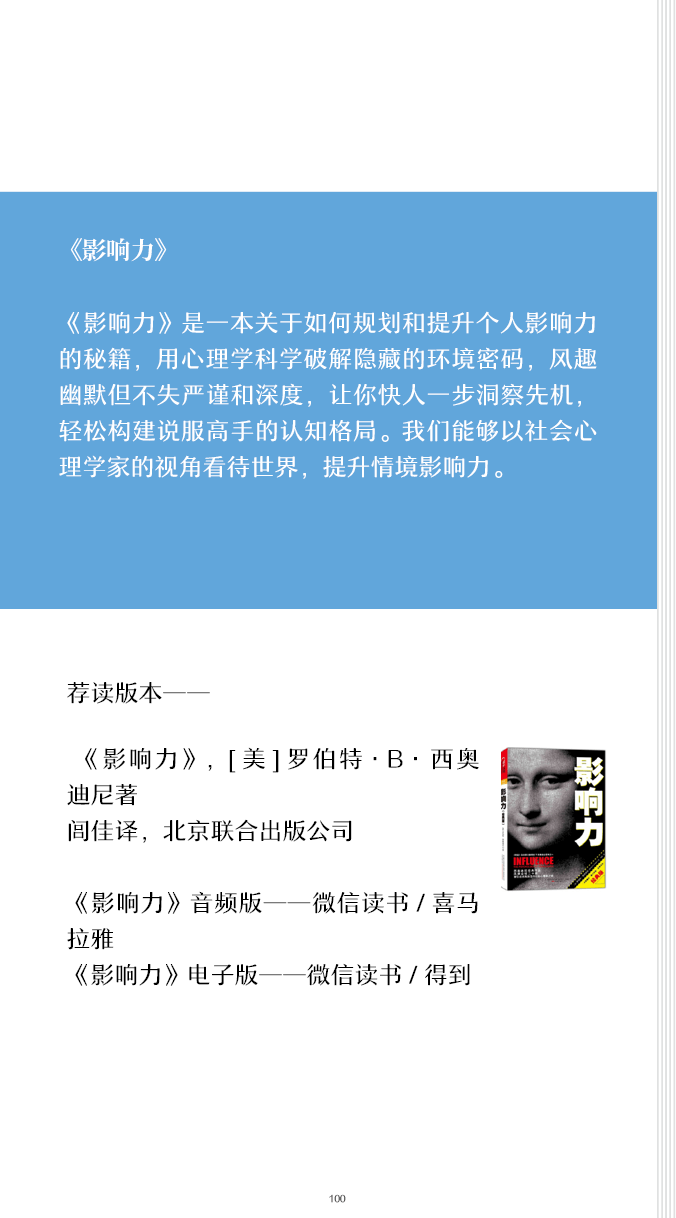 《影响力》
《影响力》是一本关于如何规划和提升个人影响力
的秘籍，用心理学科学破解隐藏的环境密码，风趣
幽默但不失严谨和深度，让你快人一步洞察先机，
轻松构建说服高手的认知格局。我们能够以社会心
理学家的视角看待世界，提升情境影响力。
荐读版本——
《影响力》，[美]罗伯特·B·西奥
迪尼著
闾佳译，北京联合出版公司
《影响力》音频版——微信读书 / 喜马
拉雅
《影响力》电子版——微信读书 / 得到
影响力
影响力
INFLUENCE
100